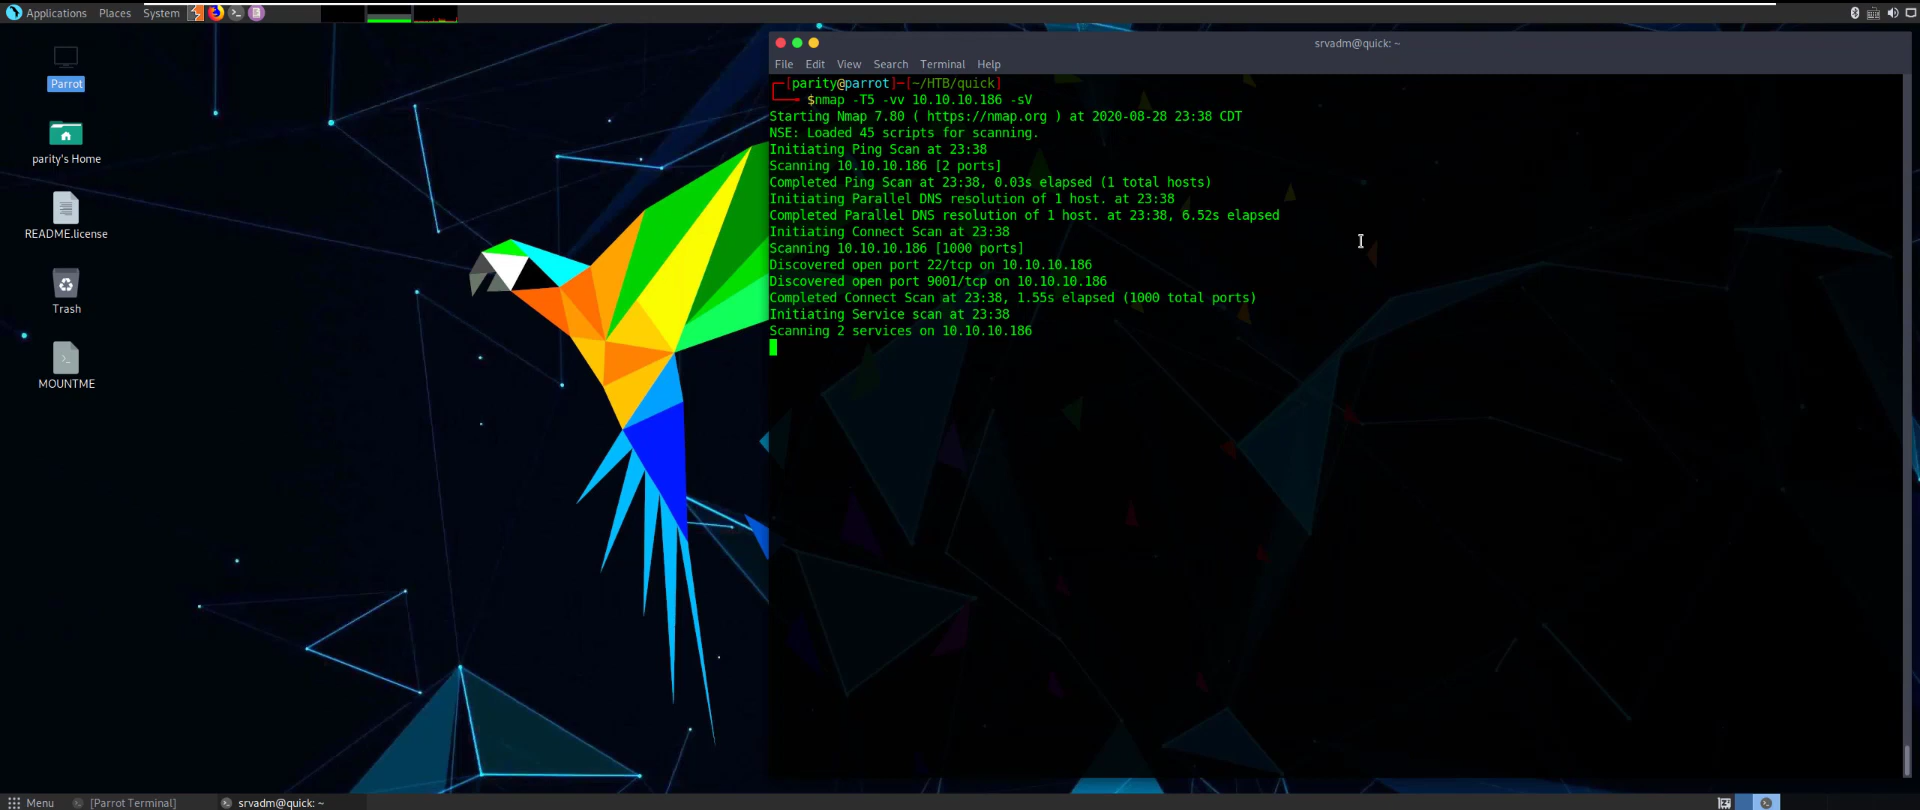 Applications Places System
srvadm@quick: ~
File Edit View Search Terminal Help
Parrot
parity's Home
README.license
Trash
MOUNTME
┌─[parity@parrot]─[~/HTB/quick]
└──╼ $nmap -T5 -vv 10.10.10.186 -sV
Starting Nmap 7.80 ( https://nmap.org ) at 2020-08-28 23:38 CDT
NSE: Loaded 45 scripts for scanning.
Initiating Ping Scan at 23:38
Scanning 10.10.10.186 [2 ports]
Completed Ping Scan at 23:38, 0.03s elapsed (1 total hosts)
Initiating Parallel DNS resolution of 1 host. at 23:38
Completed Parallel DNS resolution of 1 host. at 23:38, 6.52s elapsed
Initiating Connect Scan at 23:38
Scanning 10.10.10.186 [1000 ports]
Discovered open port 22/tcp on 10.10.10.186
Discovered open port 9001/tcp on 10.10.10.186
Completed Connect Scan at 23:38, 1.55s elapsed (1000 total ports)
Initiating Service scan at 23:38
Scanning 2 services on 10.10.10.186
Menu [Parrot Terminal] srvadm@quick: ~